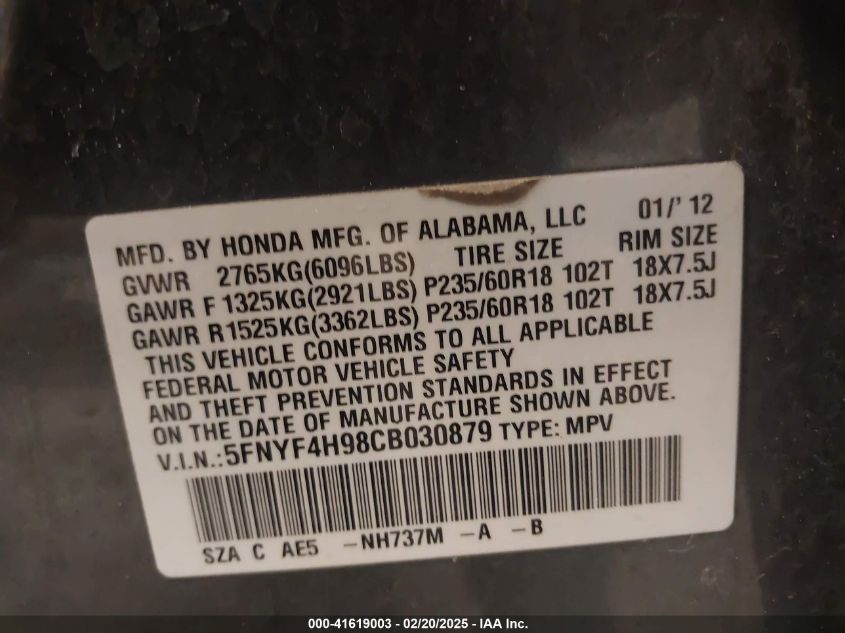 MFD. BY HONDA MFG. OF ALABAMA, LLC 01/' 12
GVWR 2765KG(6096LBS) TIRE SIZE RIM SIZE
GAWR F 1325KG(2921LBS) P235/60R18 102T 18X7.5J
GAWR R1525KG(3362LBS) P235/60R18 102T 18X7.5J
THIS VEHICLE CONFORMS TO ALL APPLICABLE
FEDERAL MOTOR VEHICLE SAFETY
AND THEFT PREVENTION STANDARDS IN EFFECT
ON THE DATE OF MANUFACTURE SHOWN ABOVE.
V.I.N.:5FNYF4H98CB030879 TYPE: MPV
SZA C AE5 -NH737M -A -B
000-41619003 - 02/20/2025 - IAA Inc.